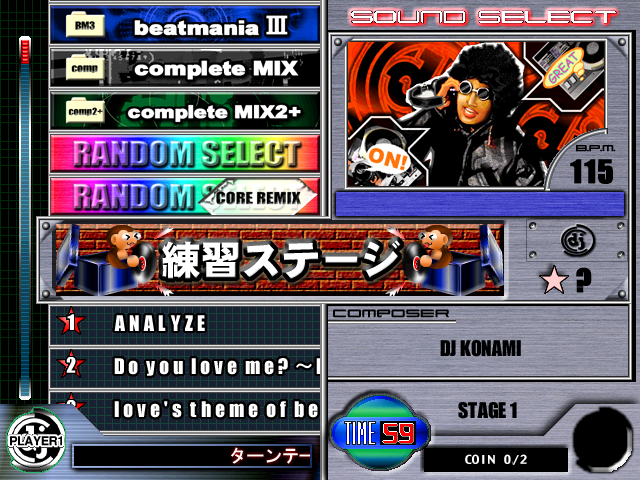 SOUND SELECT
BM3 beatmania III
comp complete MIX
comp2+ complete MIX2+
RANDOM SELECT
RANDOM
CORE REMIX
GREAT
ON!
B.P.M.
115
練習ステージ
?
1 ANALYZE
2 Do you love me? ～
love's theme of be
COMPOSER
DJ KONAMI
STAGE 1
PLAYER1
ターンテー
TIME 59
COIN 0/2